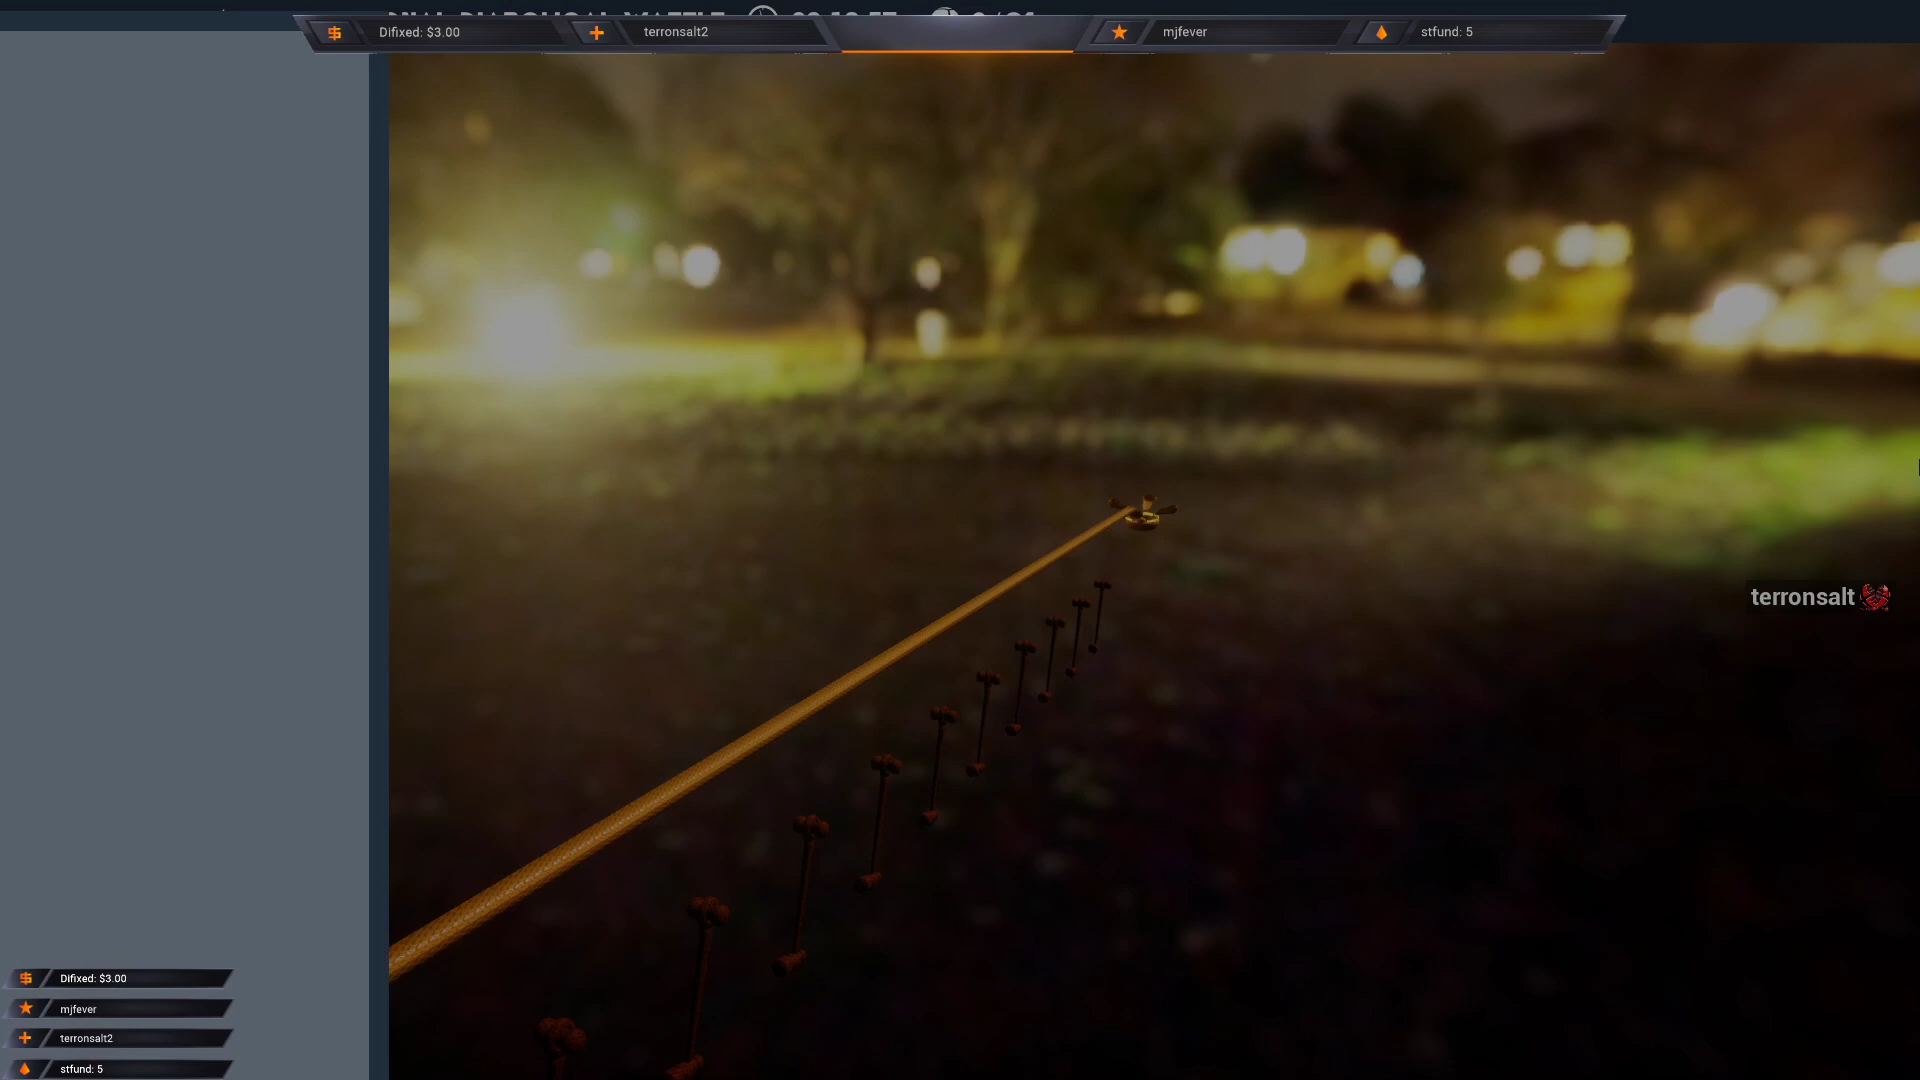 Difixed: $3.00
terronsalt2
mjfever
stfund: 5
terronsalt
Difixed: $3.00
mjfever
terronsalt2
stfund: 5